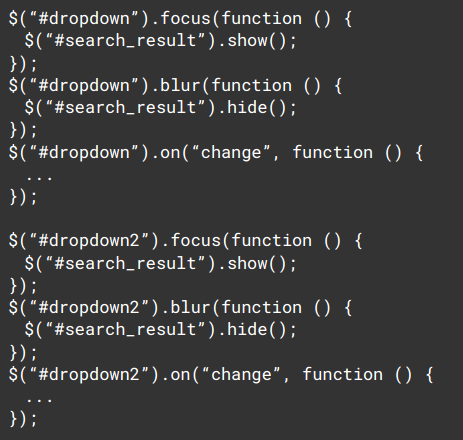 $(“#dropdown”).focus(function () {
  $(“#search_result”).show();
});
$(“#dropdown”).blur(function () {
  $(“#search_result”).hide();
});
$(“#dropdown”).on(“change”, function () {
  ...
});

$(“#dropdown2”).focus(function () {
  $(“#search_result”).show();
});
$(“#dropdown2”).blur(function () {
  $(“#search_result”).hide();
});
$(“#dropdown2”).on(“change”, function () {
  ...
});